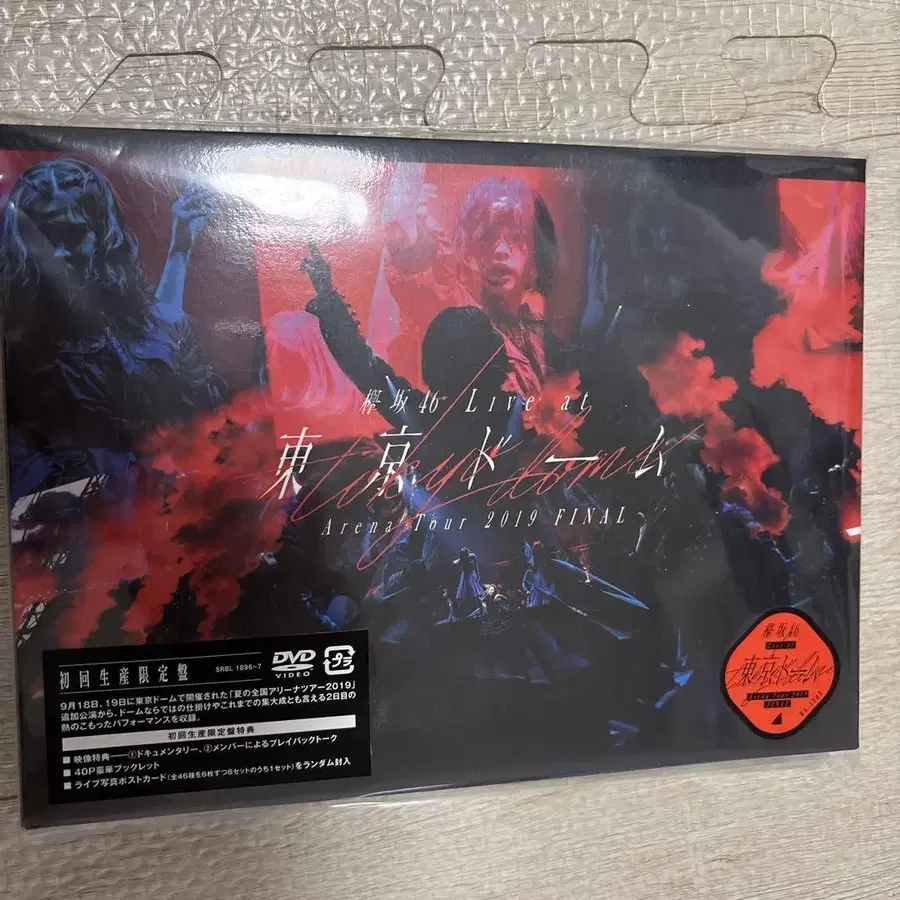 欅坂46 Live at
東京ドーム
tokyo dome
Arena Tour 2019 FINAL
初回生産限定盤
SRBL 1896~7
DVD
VIDEO
プラ
9月18日、19日に東京ドームで開催された「夏の全国アリーナツアー2019」
追加公演から、ドームならではの仕掛けやこれまでの集大成とも言える2日目の
熱のこもったパフォーマンスを収録。
初回生産限定盤特典
■ 映像特典──①ドキュメンタリー、②メンバーによるプレイバックトーク
■ 40P豪華ブックレット
■ ライブ写真ポストカード(全46種を6枚ずつ8セットのうち1セット)をランダム封入
欅坂46
Live at
東京ドーム
Arena Tour 2019
FINAL